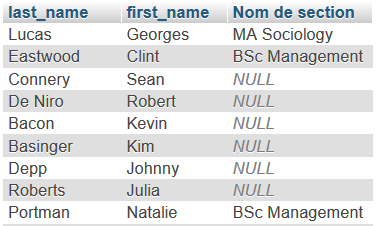 last_name first_name Nom de section
Lucas Georges MA Sociology
Eastwood Clint BSc Management
Connery Sean NULL
De Niro Robert NULL
Bacon Kevin NULL
Basinger Kim NULL
Depp Johnny NULL
Roberts Julia NULL
Portman Natalie BSc Management